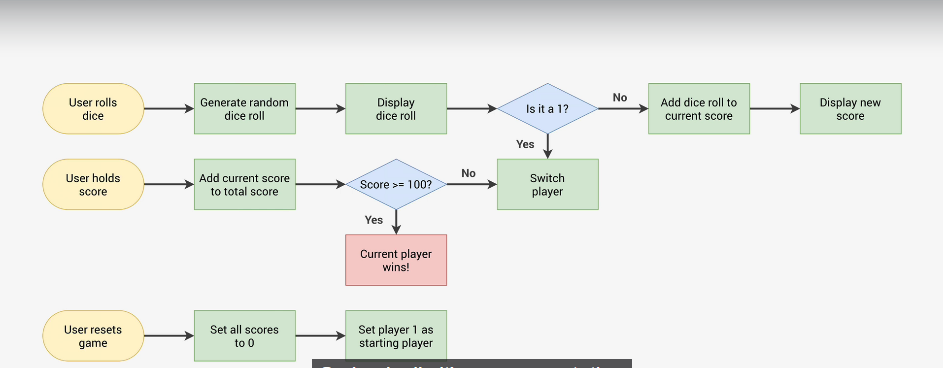 User rolls
dice
Generate random
dice roll
Display
dice roll
Is it a 1?
No
Add dice roll to
current score
Display new
score
Yes
User holds
score
Add current score
to total score
Score >= 100?
No
Switch
player
Yes
Current player
wins!
User resets
game
Set all scores
to 0
Set player 1 as
starting player